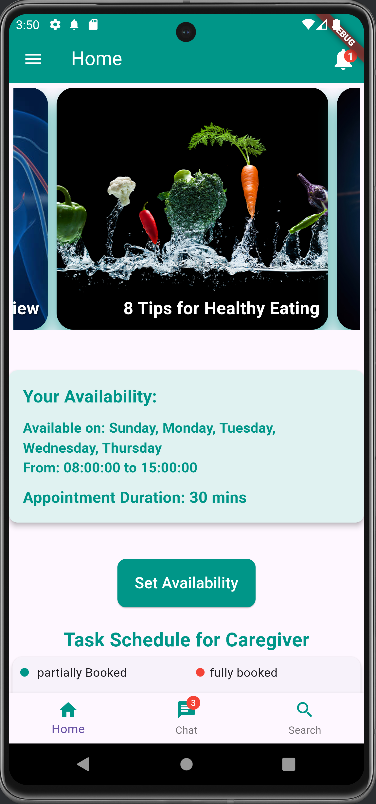 3:50
DEBUG
Home
1
iew
8 Tips for Healthy Eating
Your Availability:
Available on: Sunday, Monday, Tuesday,
Wednesday, Thursday
From: 08:00:00 to 15:00:00
Appointment Duration: 30 mins
Set Availability
Task Schedule for Caregiver
partially Booked
fully booked
3
Home
Chat
Search